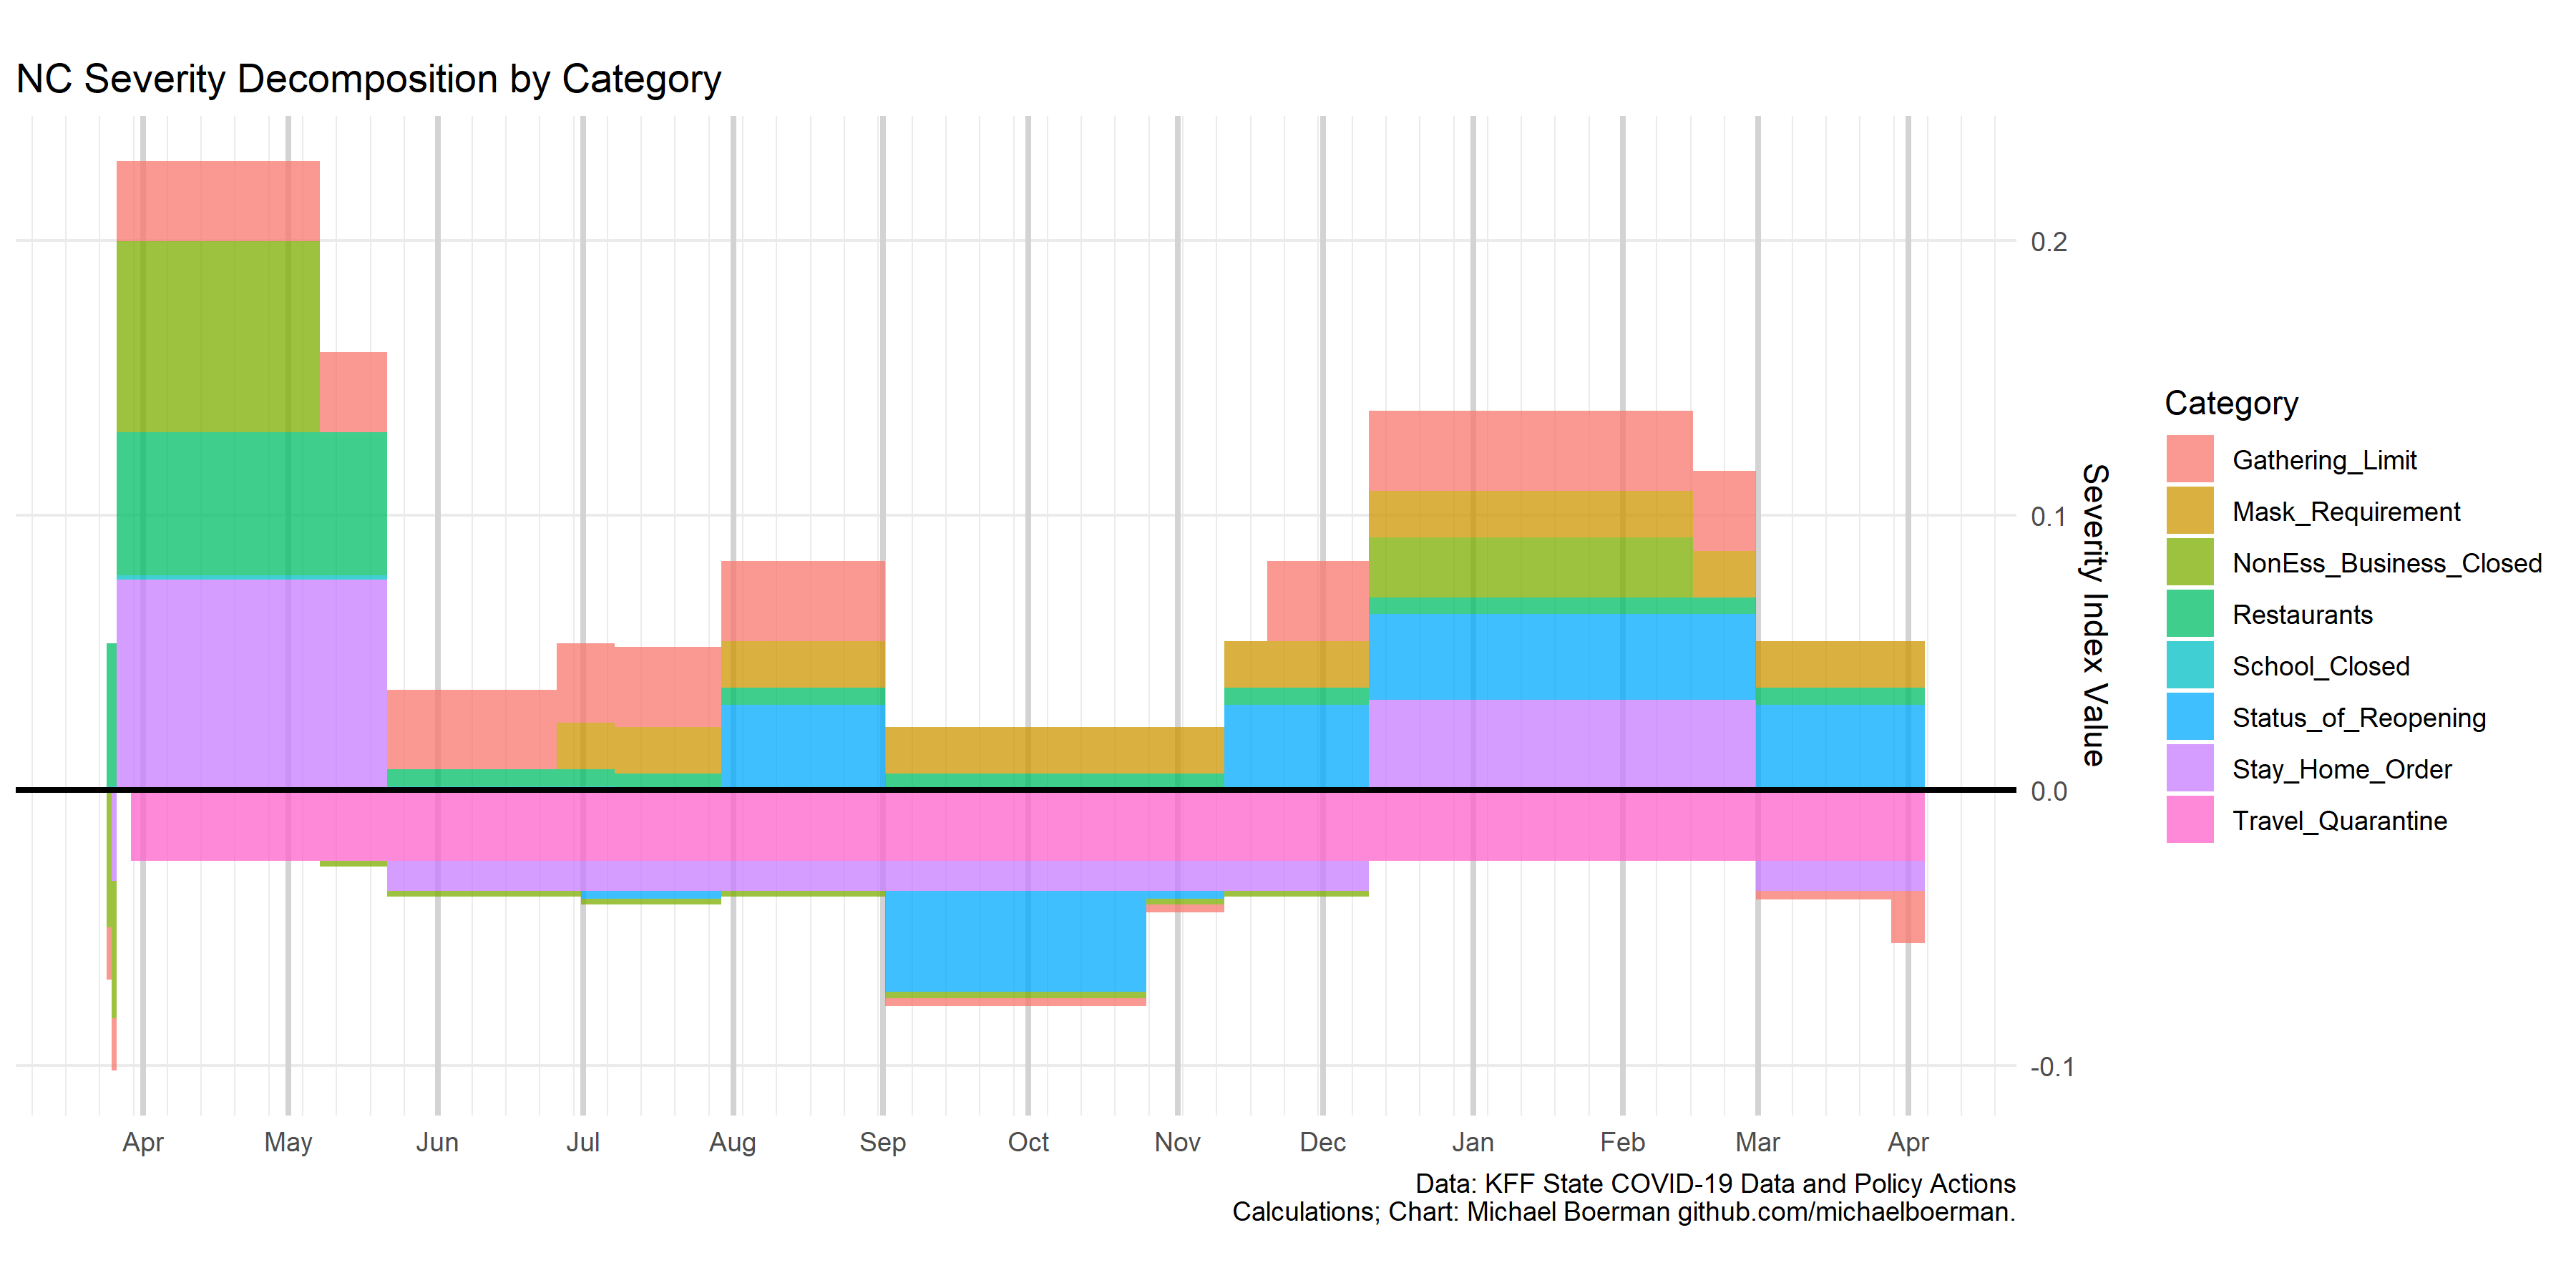 NC Severity Decomposition by Category
0.2
0.1
0.0
-0.1
Severity Index Value
Category
Gathering_Limit
Mask_Requirement
NonEss_Business_Closed
Restaurants
School_Closed
Status_of_Reopening
Stay_Home_Order
Travel_Quarantine
Apr May Jun Jul Aug Sep Oct Nov Dec Jan Feb Mar Apr
Data: KFF State COVID-19 Data and Policy Actions
Calculations; Chart: Michael Boerman github.com/michaelboerman.